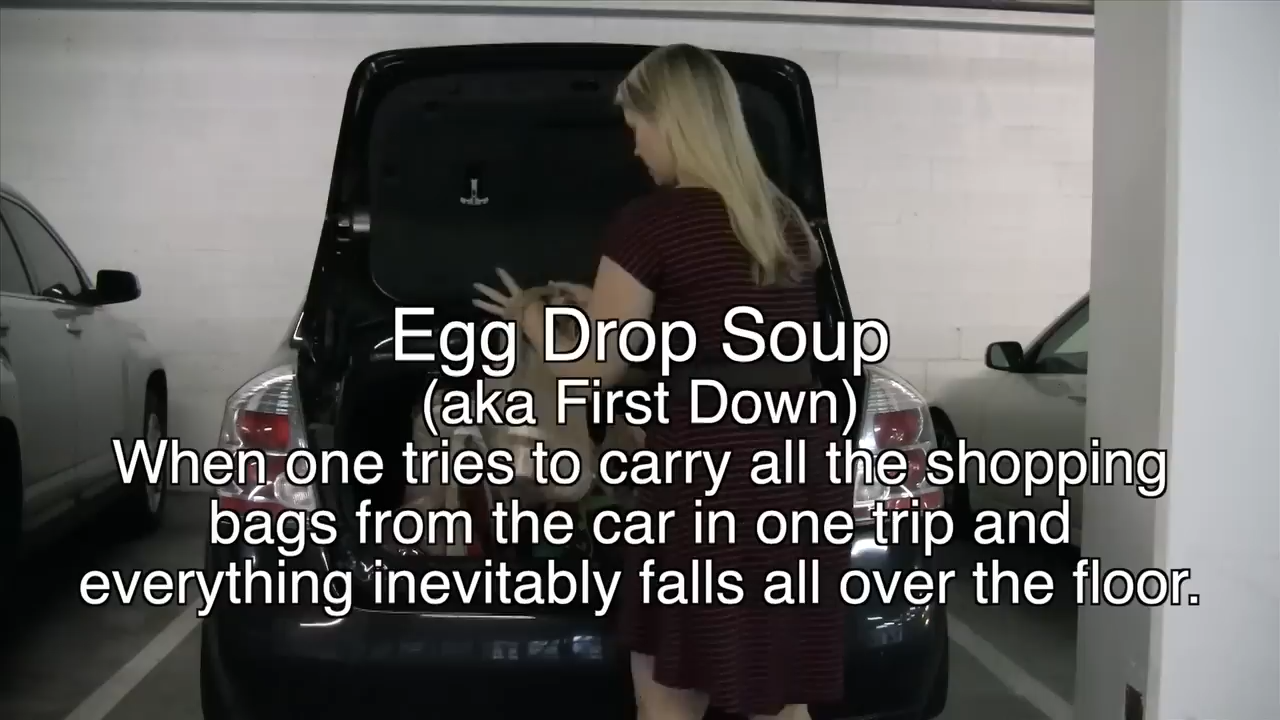 Egg Drop Soup
(aka First Down)
When one tries to carry all the shopping
bags from the car in one trip and
everything inevitably falls all over the floor.